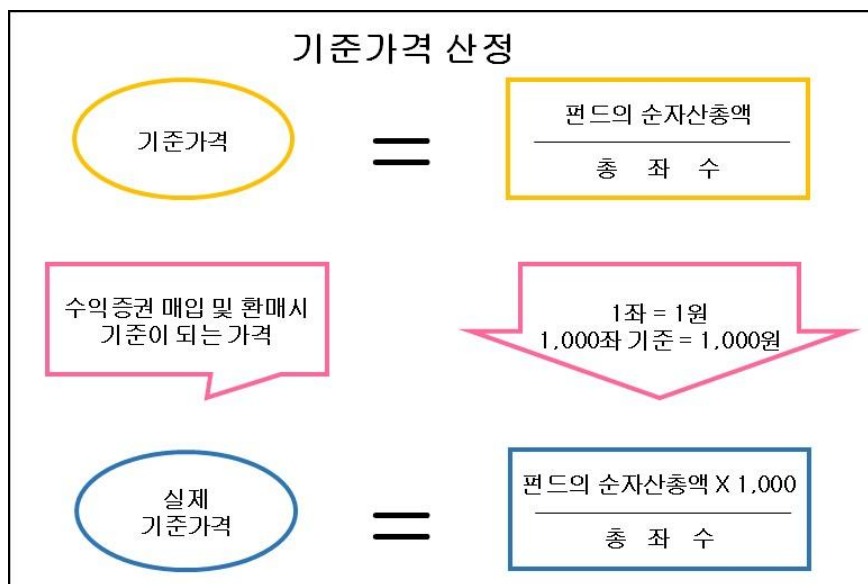 기준가격 산정
기준가격
=
펀드의 순자산총액
총 좌 수
수익증권 매입 및 환매시
기준이 되는 가격
1좌 = 1원
1,000좌 기준 = 1,000원
실제
기준가격
=
펀드의 순자산총액 X 1,000
총 좌 수